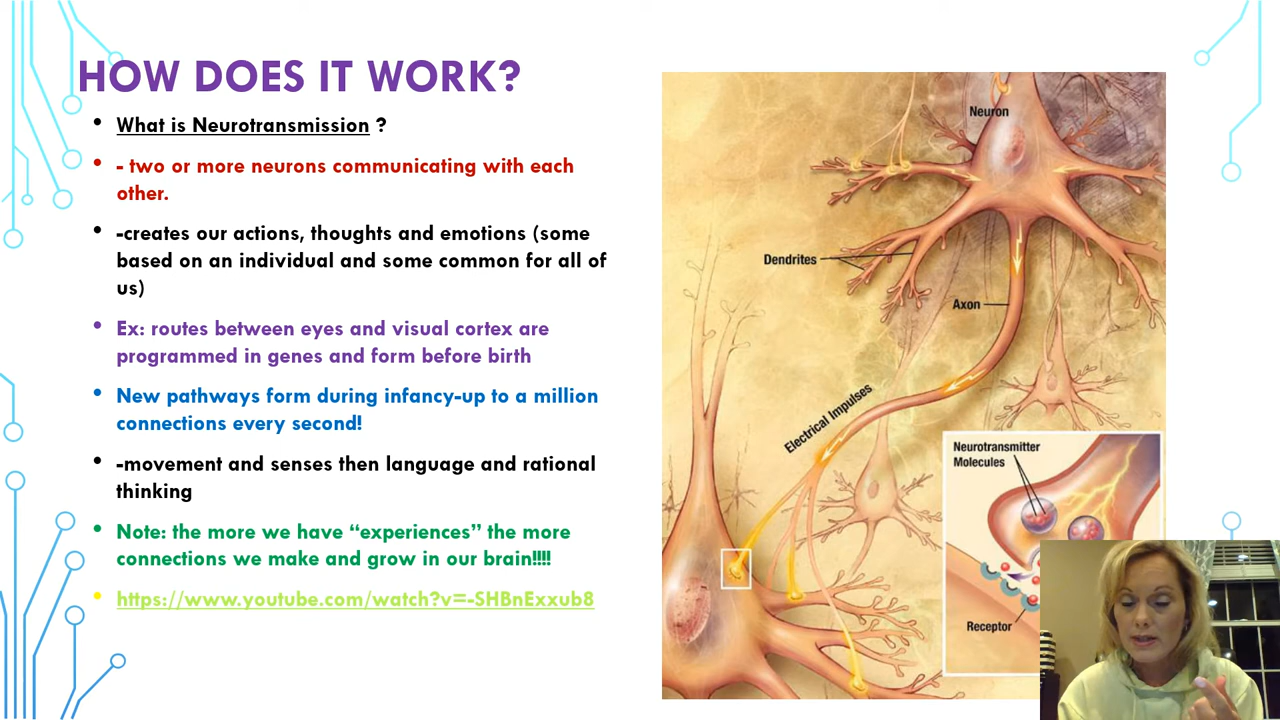 HOW DOES IT WORK?
• What is Neurotransmission ?
• - two or more neurons communicating with each
other.
• -creates our actions, thoughts and emotions (some
based on an individual and some common for all of
us)
• Ex: routes between eyes and visual cortex are
programmed in genes and form before birth
• New pathways form during infancy-up to a million
connections every second!
• -movement and senses then language and rational
thinking
• Note: the more we have “experiences” the more
connections we make and grow in our brain!!!!
• https://www.youtube.com/watch?v=-SHBnExxub8
Neuron
Dendrites
Axon
Electrical Impulses
Neurotransmitter
Molecules
Receptor